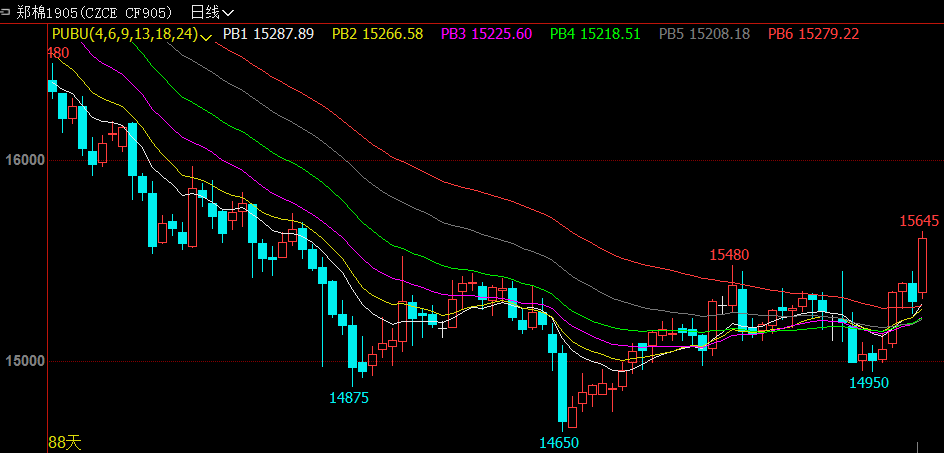 郑棉1905(CZCE CF905) 日线
PUBU(4,6,9,13,18,24) PB1 15287.89 PB2 15266.58 PB3 15225.60 PB4 15218.51 PB5 15208.18 PB6 15279.22
480
16000
15645
15480
15000
14950
14875
14650
88天